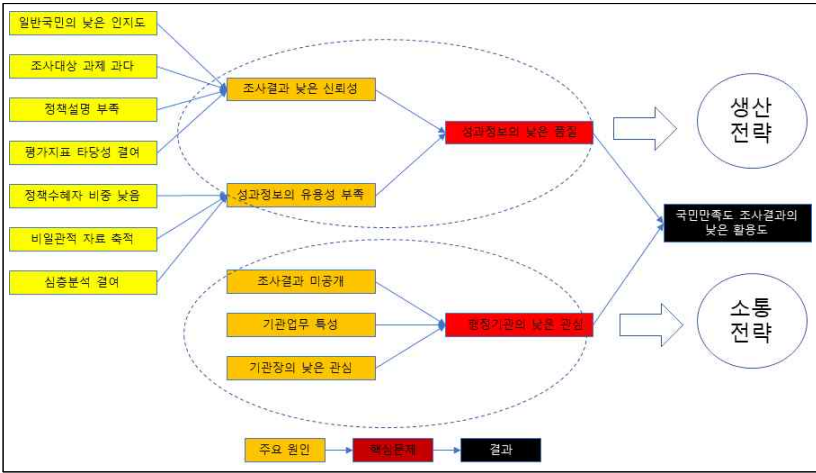 일반국민의 낮은 인지도
조사대상 과제 과다
정책설명 부족
평가지표 타당성 결여
정책수혜자 비중 낮음
비일관적 자료 축적
심층분석 결여
조사결과 낮은 신뢰성
성과정보의 유용성 부족
조사결과 미공개
기관업무 특성
기관장의 낮은 관심
성과정보의 낮은 품질
행정기관의 낮은 관심
생산
전략
국민만족도 조사결과의
낮은 활용도
소통
전략
주요 원인
핵심문제
결과